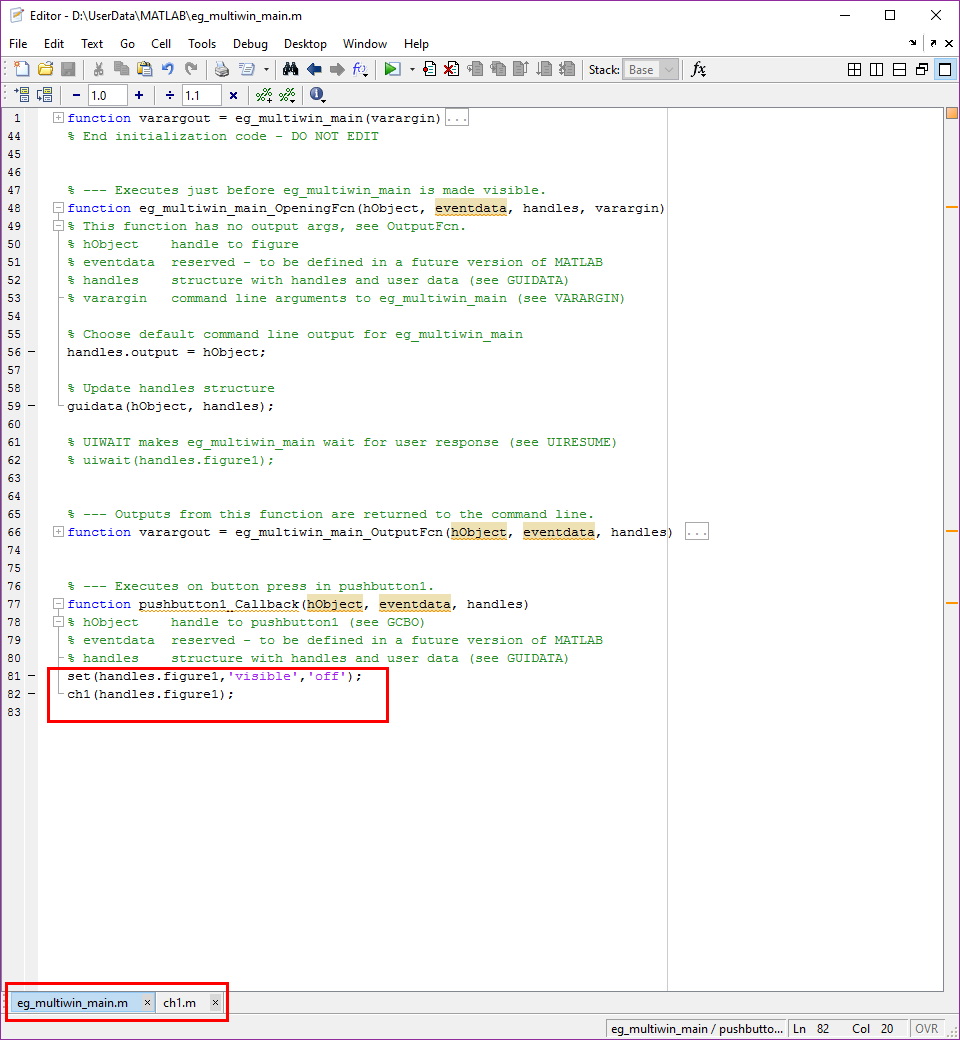 Editor - D:\UserData\MATLAB\eg_multiwin_main.m
File Edit Text Go Cell Tools Debug Desktop Window Help
Stack: Base fx
− 1.0 + ÷ 1.1 ×
1 function varargout = eg_multiwin_main(varargin)...
44 % End initialization code - DO NOT EDIT
45
46
47 % --- Executes just before eg_multiwin_main is made visible.
48 function eg_multiwin_main_OpeningFcn(hObject, eventdata, handles, varargin)
49 % This function has no output args, see OutputFcn.
50 % hObject    handle to figure
51 % eventdata  reserved - to be defined in a future version of MATLAB
52 % handles    structure with handles and user data (see GUIDATA)
53 % varargin   command line arguments to eg_multiwin_main (see VARARGIN)
54
55 % Choose default command line output for eg_multiwin_main
56 – handles.output = hObject;
57
58 % Update handles structure
59 – guidata(hObject, handles);
60
61 % UIWAIT makes eg_multiwin_main wait for user response (see UIRESUME)
62 % uiwait(handles.figure1);
63
64
65 % --- Outputs from this function are returned to the command line.
66 function varargout = eg_multiwin_main_OutputFcn(hObject, eventdata, handles) ...
74
75
76 % --- Executes on button press in pushbutton1.
77 function pushbutton1_Callback(hObject, eventdata, handles)
78 % hObject    handle to pushbutton1 (see GCBO)
79 % eventdata  reserved - to be defined in a future version of MATLAB
80 % handles    structure with handles and user data (see GUIDATA)
81 – set(handles.figure1,'visible','off');
82 – ch1(handles.figure1);
83
eg_multiwin_main.m × ch1.m ×
eg_multiwin_main / pushbutto... Ln 82 Col 20 OVR